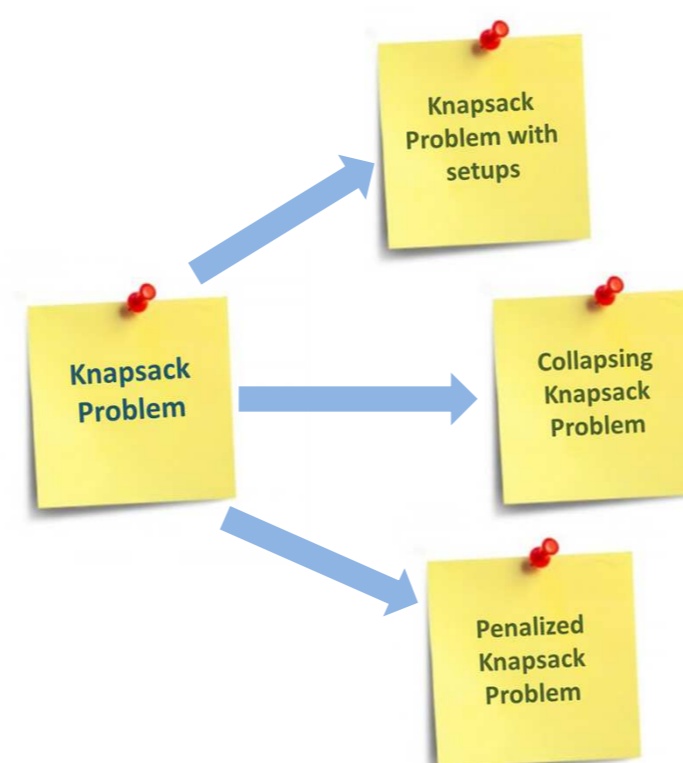 Knapsack
Problem with
setups
Knapsack
Problem
Collapsing
Knapsack
Problem
Penalized
Knapsack
Problem